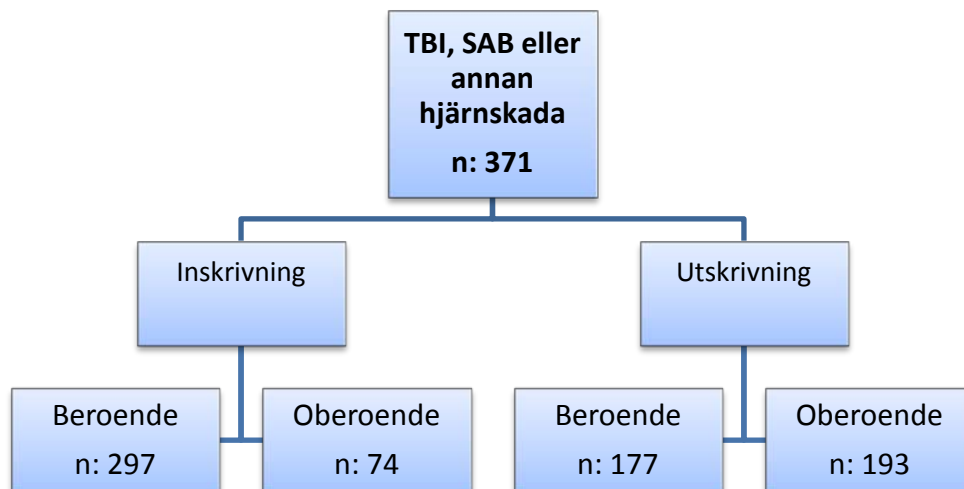 TBI, SAB eller
annan
hjärnskada
n: 371
Inskrivning
Utskrivning
Beroende
n: 297
Oberoende
n: 74
Beroende
n: 177
Oberoende
n: 193